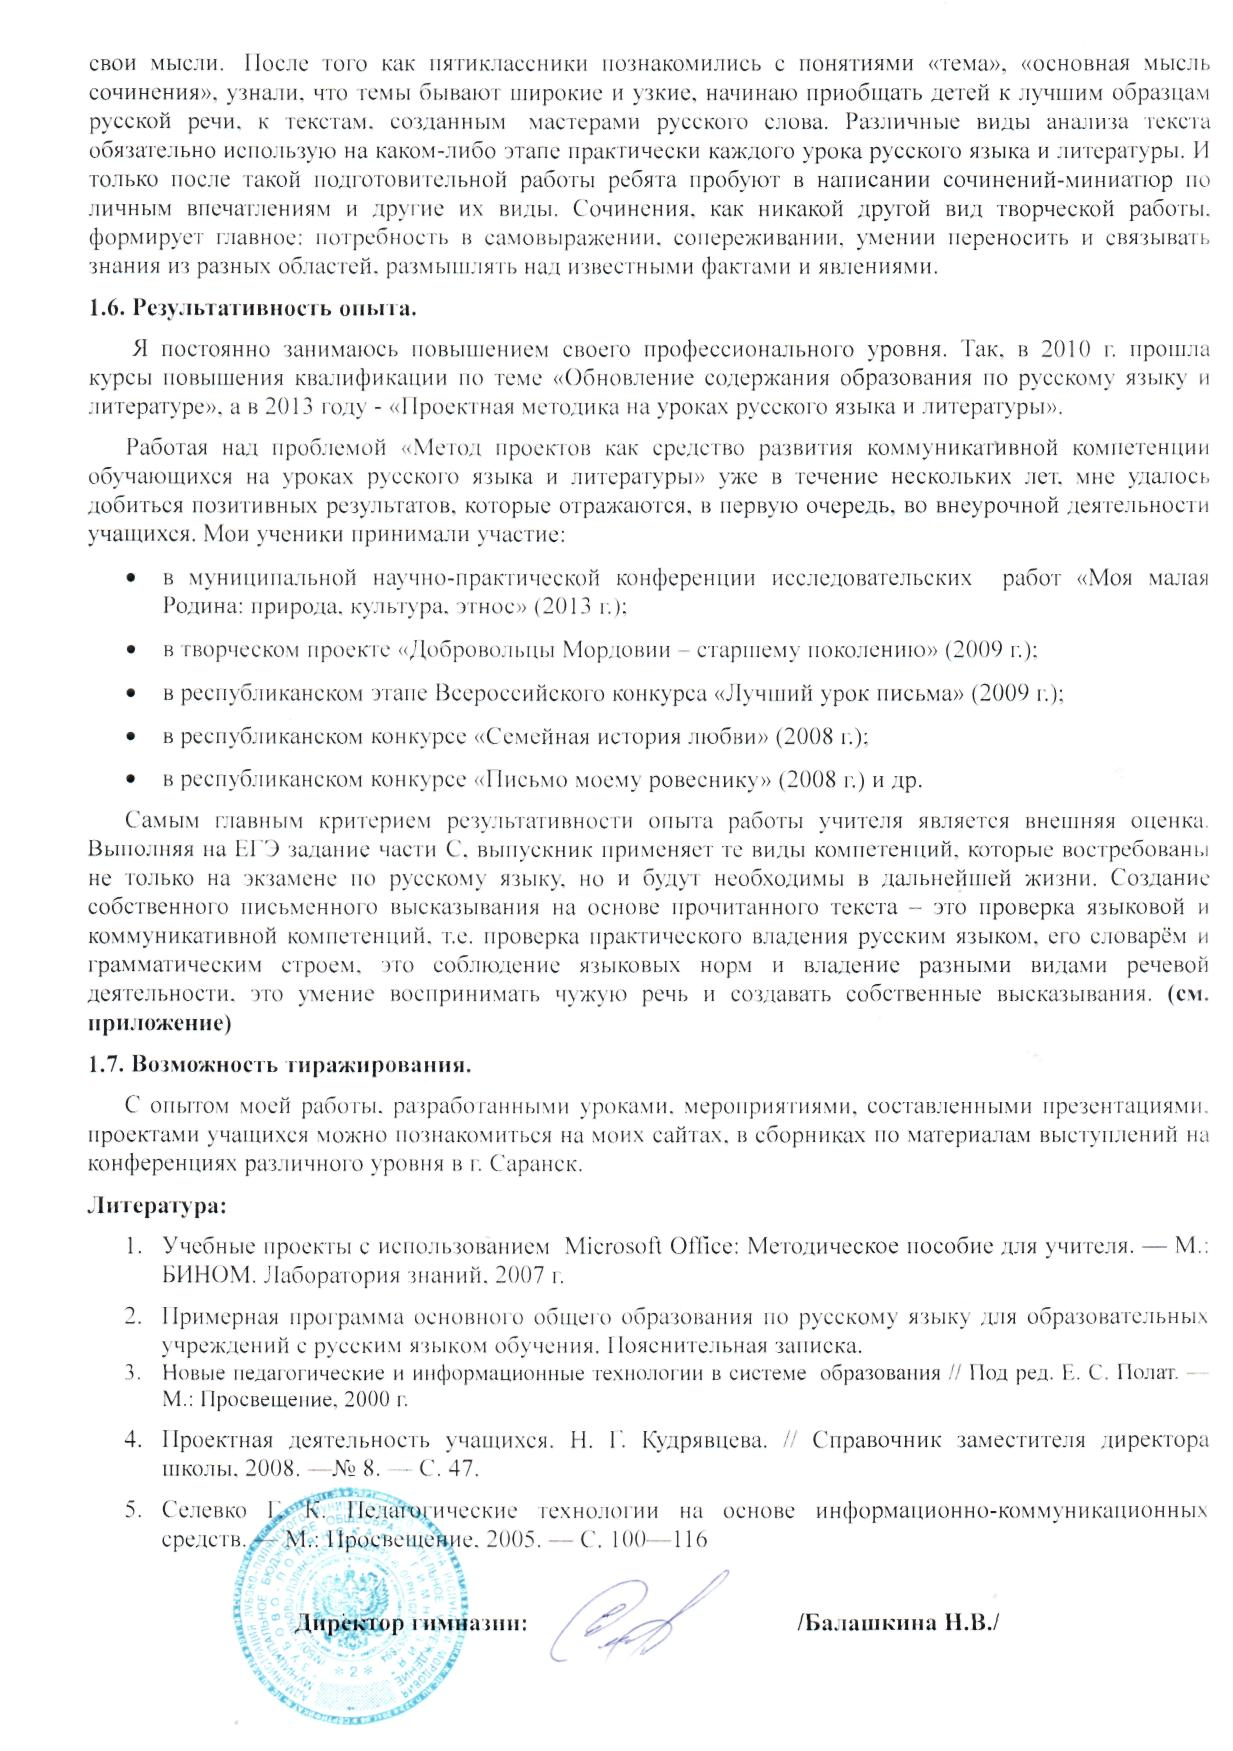 свои мысли. После того как пятиклассники познакомились с понятиями «тема», «основная мысль
сочинения», узнали, что темы бывают широкие и узкие, начинаю приобщать детей к лучшим образцам
русской речи, к текстам, созданным мастерами русского слова. Различные виды анализа текста
обязательно использую на каком-либо этапе практически каждого урока русского языка и литературы. И
только после такой подготовительной работы ребята пробуют в написании сочинений-миниатюр по
личным впечатлениям и другие их виды. Сочинения, как никакой другой вид творческой работы,
формирует главное: потребность в самовыражении, сопереживании, умении переносить и связывать
знания из разных областей, размышлять над известными фактами и явлениями.
1.6. Результативность опыта.
Я постоянно занимаюсь повышением своего профессионального уровня. Так, в 2010 г. прошла
курсы повышения квалификации по теме «Обновление содержания образования по русскому языку и
литературе», а в 2013 году - «Проектная методика на уроках русского языка и литературы».
Работая над проблемой «Метод проектов как средство развития коммуникативной компетенции
обучающихся на уроках русского языка и литературы» уже в течение нескольких лет, мне удалось
добиться позитивных результатов, которые отражаются, в первую очередь, во внеурочной деятельности
учащихся. Мои ученики принимали участие:
• в муниципальной научно-практической конференции исследовательских работ «Моя малая
Родина: природа, культура, этнос» (2013 г.);
• в творческом проекте «Добровольцы Мордовии – старшему поколению» (2009 г.);
• в республиканском этапе Всероссийского конкурса «Лучший урок письма» (2009 г.);
• в республиканском конкурсе «Семейная история любви» (2008 г.);
• в республиканском конкурсе «Письмо моему ровеснику» (2008 г.) и др.
Самым главным критерием результативности опыта работы учителя является внешняя оценка.
Выполняя на ЕГЭ задание части С, выпускник применяет те виды компетенций, которые востребованы
не только на экзамене по русскому языку, но и будут необходимы в дальнейшей жизни. Создание
собственного письменного высказывания на основе прочитанного текста – это проверка языковой и
коммуникативной компетенций, т.е. проверка практического владения русским языком, его словарём и
грамматическим строем, это соблюдение языковых норм и владение разными видами речевой
деятельности, это умение воспринимать чужую речь и создавать собственные высказывания. (см.
приложение)
1.7. Возможность тиражирования.
С опытом моей работы, разработанными уроками, мероприятиями, составленными презентациями,
проектами учащихся можно познакомиться на моих сайтах, в сборниках по материалам выступлений на
конференциях различного уровня в г. Саранск.
Литература:
1. Учебные проекты с использованием Microsoft Office: Методическое пособие для учителя. — М.:
БИНОМ. Лаборатория знаний, 2007 г.
2. Примерная программа основного общего образования по русскому языку для образовательных
учреждений с русским языком обучения. Пояснительная записка.
3. Новые педагогические и информационные технологии в системе образования // Под ред. Е. С. Полат. —
М.: Просвещение, 2000 г.
4. Проектная деятельность учащихся. Н. Г. Кудрявцева. // Справочник заместителя директора
школы, 2008. —№ 8. — С. 47.
5. Селевко Г. К. Педагогические технологии на основе информационно-коммуникационных
средств. — М.: Просвещение, 2005. — С. 100—116
Директор гимназии: /Балашкина Н.В./